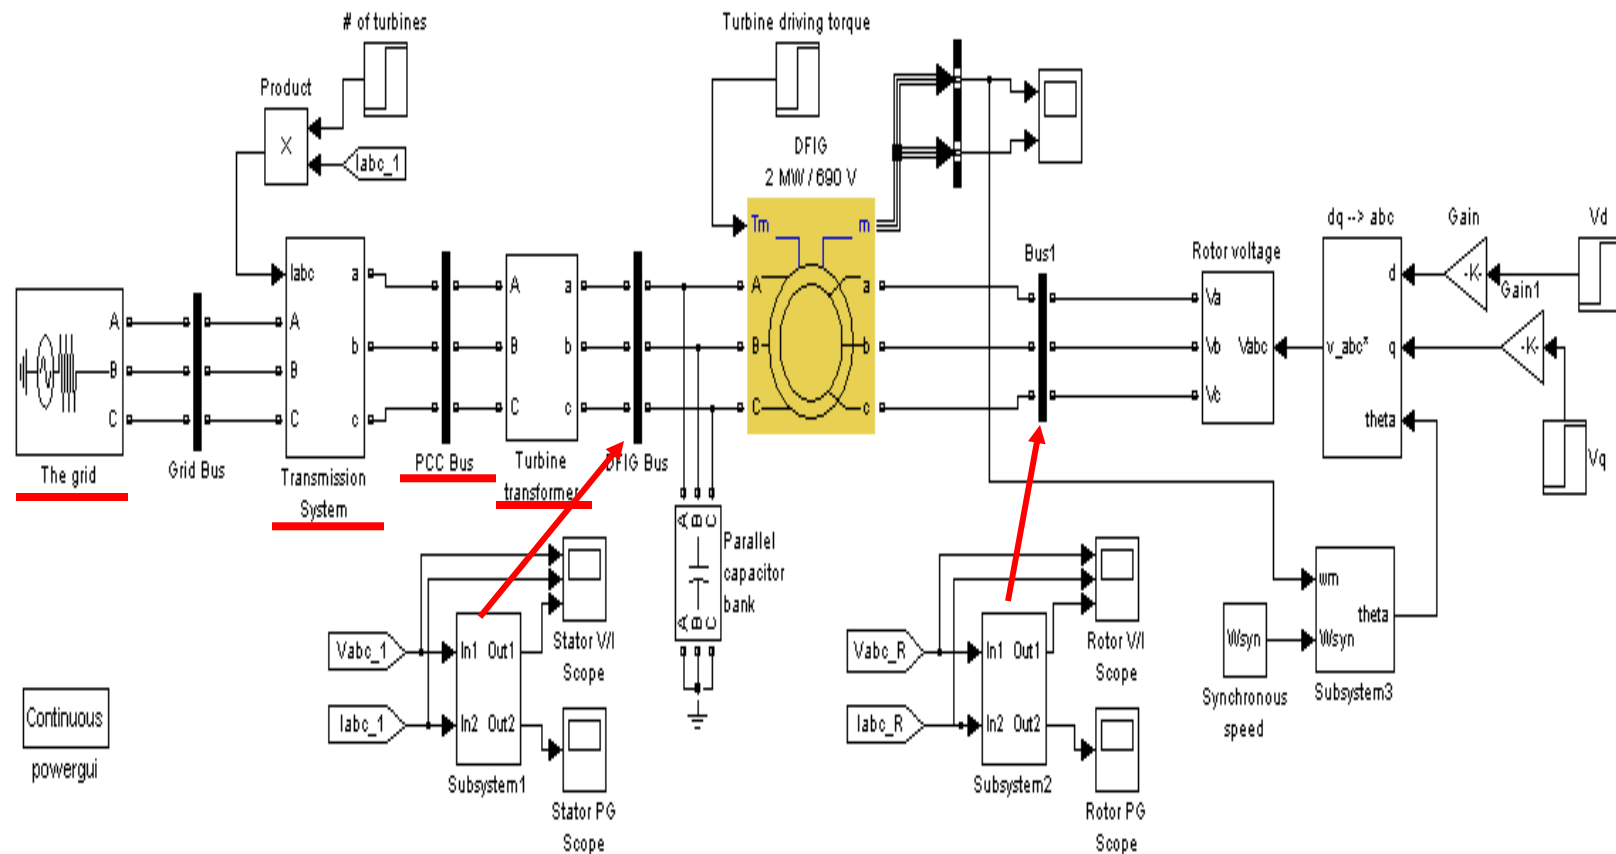 # of turbines
Turbine driving torque
Product
X
Iabc_1
DFIG
2 MW / 690 V
Tm
m
A
B
C
a
b
c
The grid
A
B
C
Grid Bus
Iabc
A
B
C
a
b
c
Transmission
System
PCC Bus
A
B
C
a
b
c
Turbine
transformer
DFIG Bus
A B C
A B C
Parallel
capacitor
bank
Bus1
Rotor voltage
Va
Vb
Vc
Vabc
dq --> abc
d
q
theta
v_abc*
Gain
-K-
Gain1
-K-
Vd
Vq
Vabc_1
Iabc_1
In1 Out1
In2 Out2
Subsystem1
Stator V/I
Scope
Stator PG
Scope
Vabc_R
Iabc_R
In1 Out1
In2 Out2
Subsystem2
Rotor V/I
Scope
Rotor PG
Scope
Wsyn
Synchronous
speed
wm
Wsyn
theta
Subsystem3
Continuous
powergui